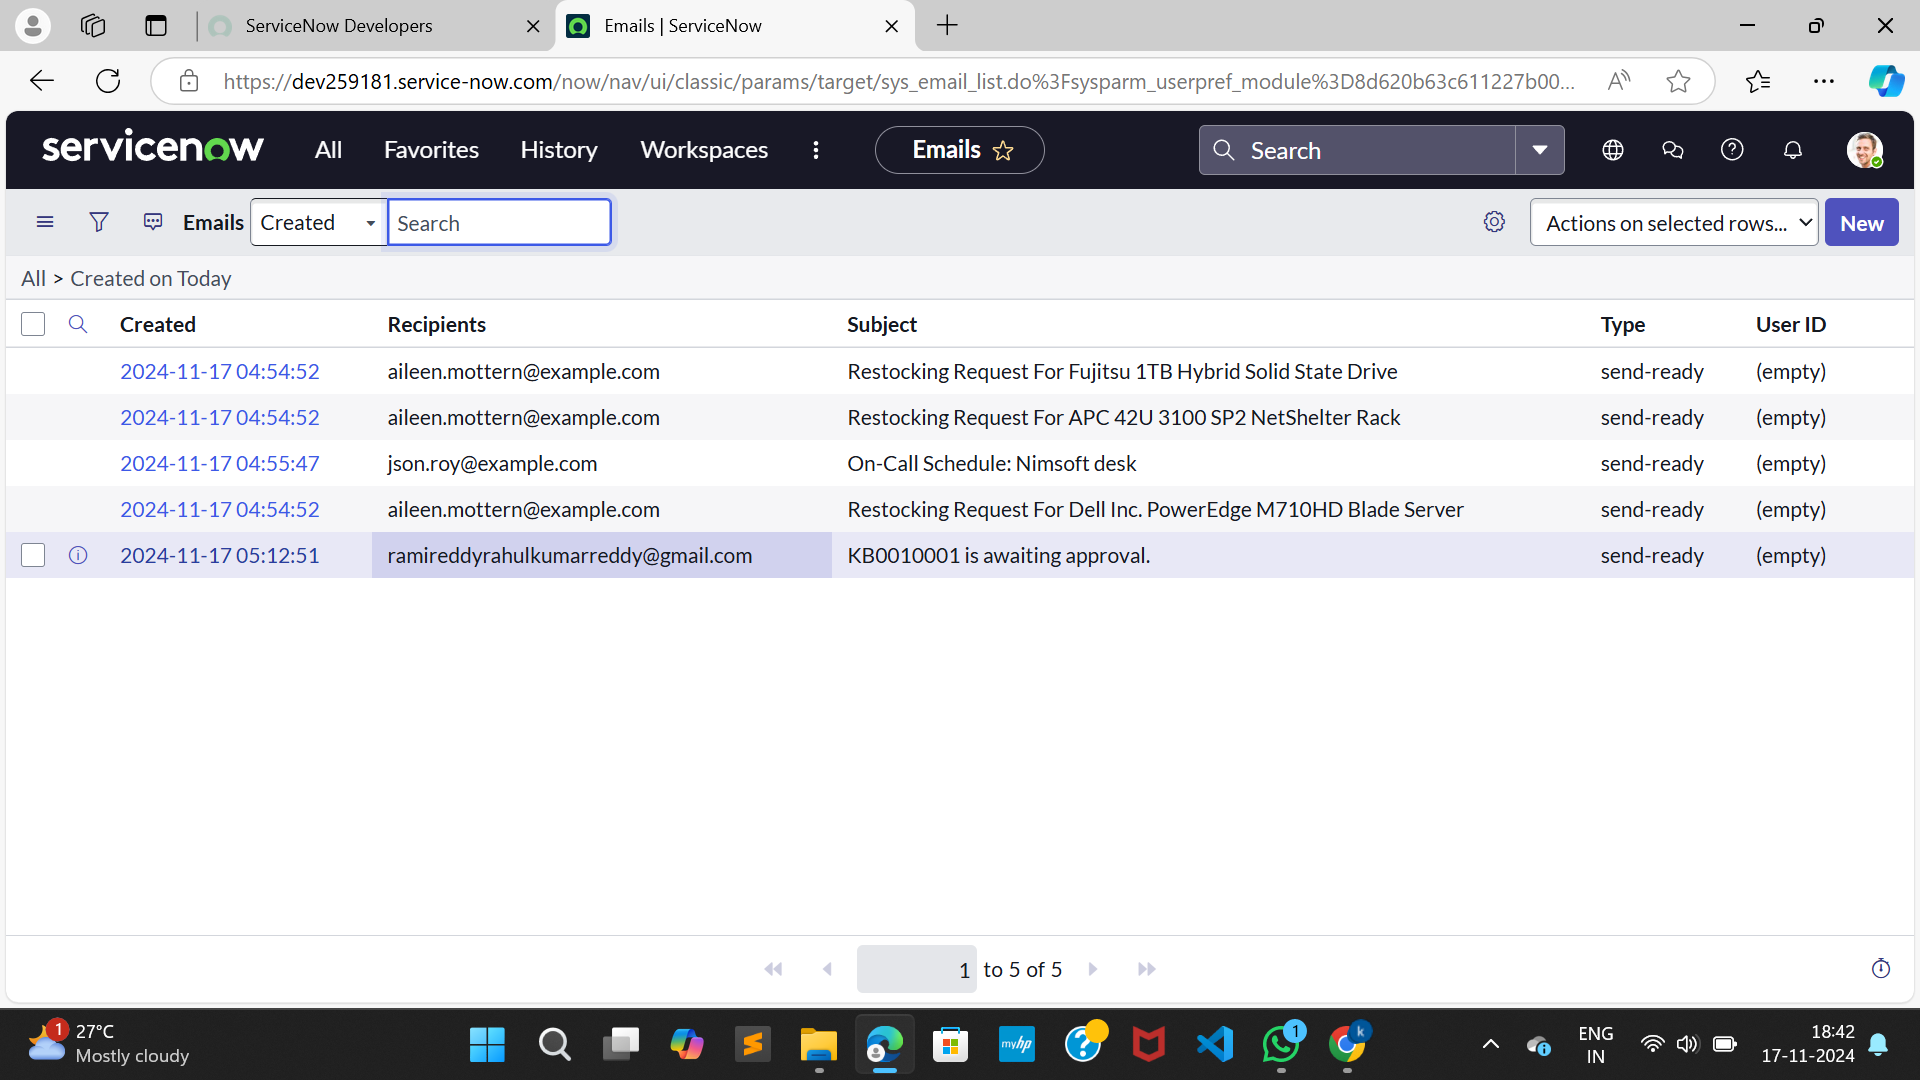 ServiceNow Developers
Emails | ServiceNow
https://dev259181.service-now.com/now/nav/ui/classic/params/target/sys_email_list.do%3Fsysparm_userpref_module%3D8d620b63c611227b00...
servicenow All Favorites History Workspaces Emails Search
Emails Created Search Actions on selected rows... New
All > Created on Today
Created Recipients Subject Type User ID
2024-11-17 04:54:52 aileen.mottern@example.com Restocking Request For Fujitsu 1TB Hybrid Solid State Drive send-ready (empty)
2024-11-17 04:54:52 aileen.mottern@example.com Restocking Request For APC 42U 3100 SP2 NetShelter Rack send-ready (empty)
2024-11-17 04:55:47 json.roy@example.com On-Call Schedule: Nimsoft desk send-ready (empty)
2024-11-17 04:54:52 aileen.mottern@example.com Restocking Request For Dell Inc. PowerEdge M710HD Blade Server send-ready (empty)
2024-11-17 05:12:51 ramireddyrahulkumarreddy@gmail.com KB0010001 is awaiting approval. send-ready (empty)
1 to 5 of 5
1 27°C
Mostly cloudy
myhp
1
k
ENG
IN
18:42
17-11-2024